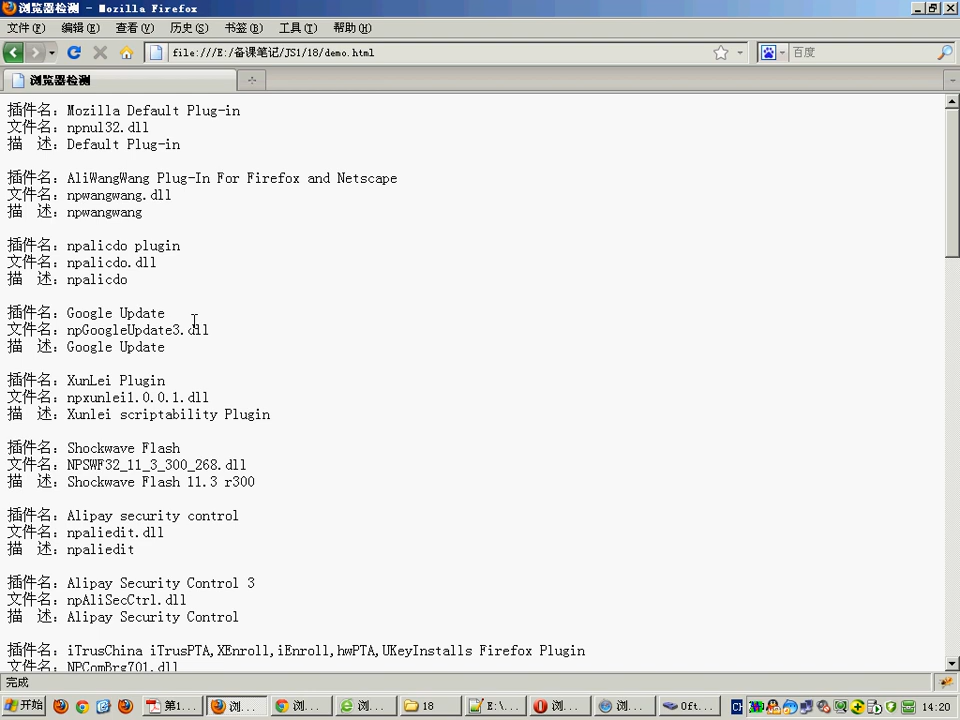 浏览器检测 - Mozilla Firefox
文件(F) 编辑(E) 查看(V) 历史(S) 书签(B) 工具(T) 帮助(H)
file:///E:/备课笔记/JS1/18/demo.html
百度
浏览器检测
插件名: Mozilla Default Plug-in
文件名: npnul32.dll
描 述: Default Plug-in
插件名: AliWangWang Plug-In For Firefox and Netscape
文件名: npwangwang.dll
描 述: npwangwang
插件名: npalicdo plugin
文件名: npalicdo.dll
描 述: npalicdo
插件名: Google Update
文件名: npGoogleUpdate3.dll
描 述: Google Update
插件名: XunLei Plugin
文件名: npxunlei1.0.0.1.dll
描 述: Xunlei scriptability Plugin
插件名: Shockwave Flash
文件名: NPSWF32_11_3_300_268.dll
描 述: Shockwave Flash 11.3 r300
插件名: Alipay security control
文件名: npaliedit.dll
描 述: npaliedit
插件名: Alipay Security Control 3
文件名: npAliSecCtrl.dll
描 述: Alipay Security Control
插件名: iTrusChina iTrusPTA,XEnroll,iEnroll,hwPTA,UKeyInstalls Firefox Plugin
文件名: NPComBrg701.dll
完成
开始 第1... 浏... 浏... 浏... 18 E:\... 浏... 浏... 0ft... 14:20